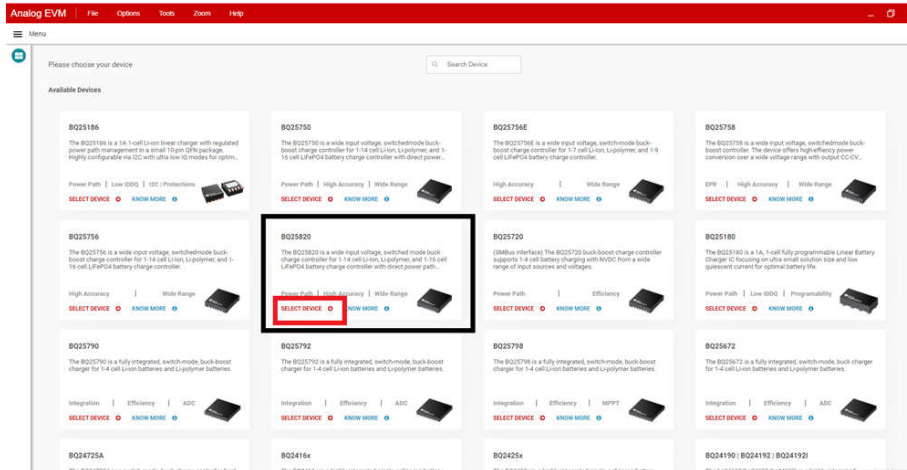 Analog EVM File Options Tools Zoom Help
Menu
Please choose your device
Search Device
Available Devices
BQ25186
The BQ25186 is a 1A 1-cell Li-ion linear charger with regulated
power path management in a small 10-pin QFN package.
Highly configurable via I2C with ultra low IQ modes for optim...
Power Path | Low IDDQ | I2C | Protections
SELECT DEVICE KNOW MORE
BQ25750
The BQ25750 is a wide input voltage, switchedmode buck-
boost charge controller for 1-14 cell Li-ion, Li-polymer, and 1-
16 cell LiFePO4 battery charge controller with direct power...
Power Path | High Accuracy | Wide Range
SELECT DEVICE KNOW MORE
BQ25756E
The BQ25756E is a wide input voltage, switch-mode buck-
boost charge controller for 1-7 cell Li-ion, Li-polymer, and 1-9
cell LiFePO4 battery charge controller.
High Accuracy | Wide Range
SELECT DEVICE KNOW MORE
BQ25758
The BQ25758 is a wide input voltage, switchedmode buck-
boost controller. The device offers high-effiency power
conversion over a wide voltage range with output CC-CV...
EPR | High Accuracy | Wide Range
SELECT DEVICE KNOW MORE
BQ25756
The BQ25756 is a wide input voltage, switchedmode buck-
boost charge controller for 1-14 cell Li-ion, Li-polymer, and 1-
16 cell LiFePO4 battery charge controller.
High Accuracy | Wide Range
SELECT DEVICE KNOW MORE
BQ25820
The BQ25820 is a wide input voltage, switched mode buck
charge controller for 1-14 cell Li-ion, Li-polymer, and 1-16 cell
LiFePO4 battery charge controller with direct power path...
Power Path | High Accuracy | Wide Range
SELECT DEVICE KNOW MORE
BQ25720
(SMBus interface) The BQ25720 buck-boost charge controller
supports 1-4 cell battery charging with NVDC from a wide
range of input sources and voltages.
Power Path | Efficiency
SELECT DEVICE KNOW MORE
BQ25180
The BQ25180 is a 1A, 1-cell fully programmable Linear Battery
Charger IC focusing on ultra small solution size and low
quiescent current for optimal battery life.
Power Path | Low IDDQ | Programability
SELECT DEVICE KNOW MORE
BQ25790
The BQ25790 is a fully integrated, switch-mode, buck-boost
charger for 1-4 cell Li-ion batteries and Li-polymer batteries.
Integration | Efficiency | ADC
SELECT DEVICE KNOW MORE
BQ25792
The BQ25792 is a fully integrated, switch-mode, buck-boost
charger for 1-4 cell Li-ion batteries and Li-polymer batteries.
Integration | Efficiency | ADC
SELECT DEVICE KNOW MORE
BQ25798
The BQ25798 is a fully integrated, switch-mode, buck-boost
charger for 1-4 cell Li-ion batteries and Li-polymer batteries.
Integration | Efficiency | MPPT
SELECT DEVICE KNOW MORE
BQ25672
The BQ25672 is a fully integrated, switch-mode, buck charger
for 1-4 cell Li-ion batteries and Li-polymer batteries.
Integration | Efficiency | ADC
SELECT DEVICE KNOW MORE
BQ24725A
BQ2416x
BQ2425x
BQ24190 | BQ24192 | BQ24192I